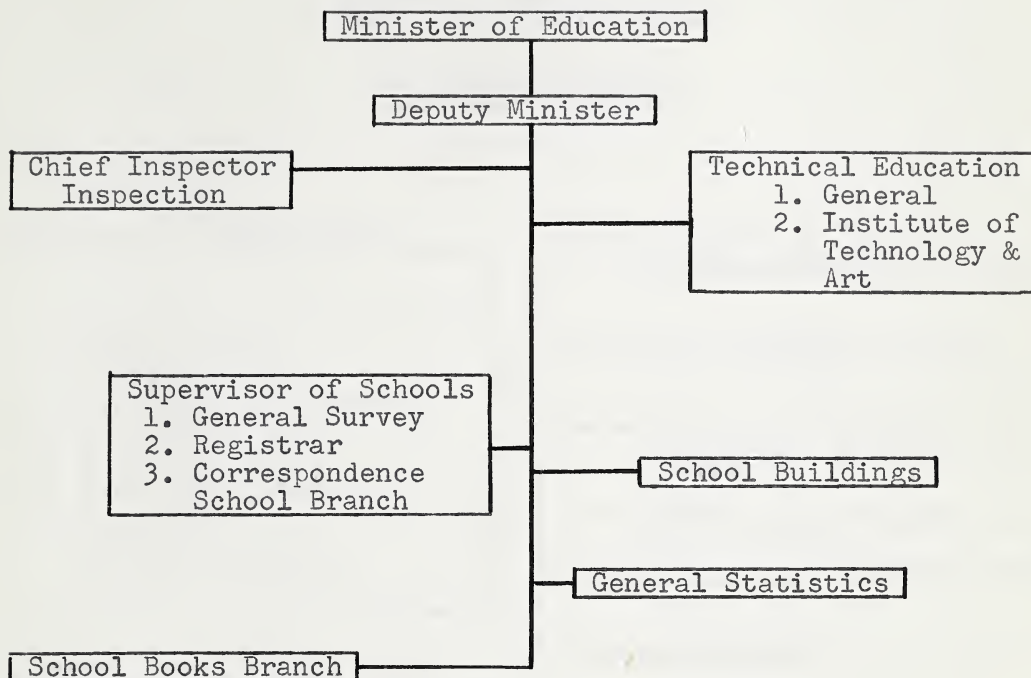 Minister of Education
Deputy Minister
Chief Inspector
Inspection
Technical Education
1. General
2. Institute of
Technology &
Art
Supervisor of Schools
1. General Survey
2. Registrar
3. Correspondence
School Branch
School Buildings
General Statistics
School Books Branch